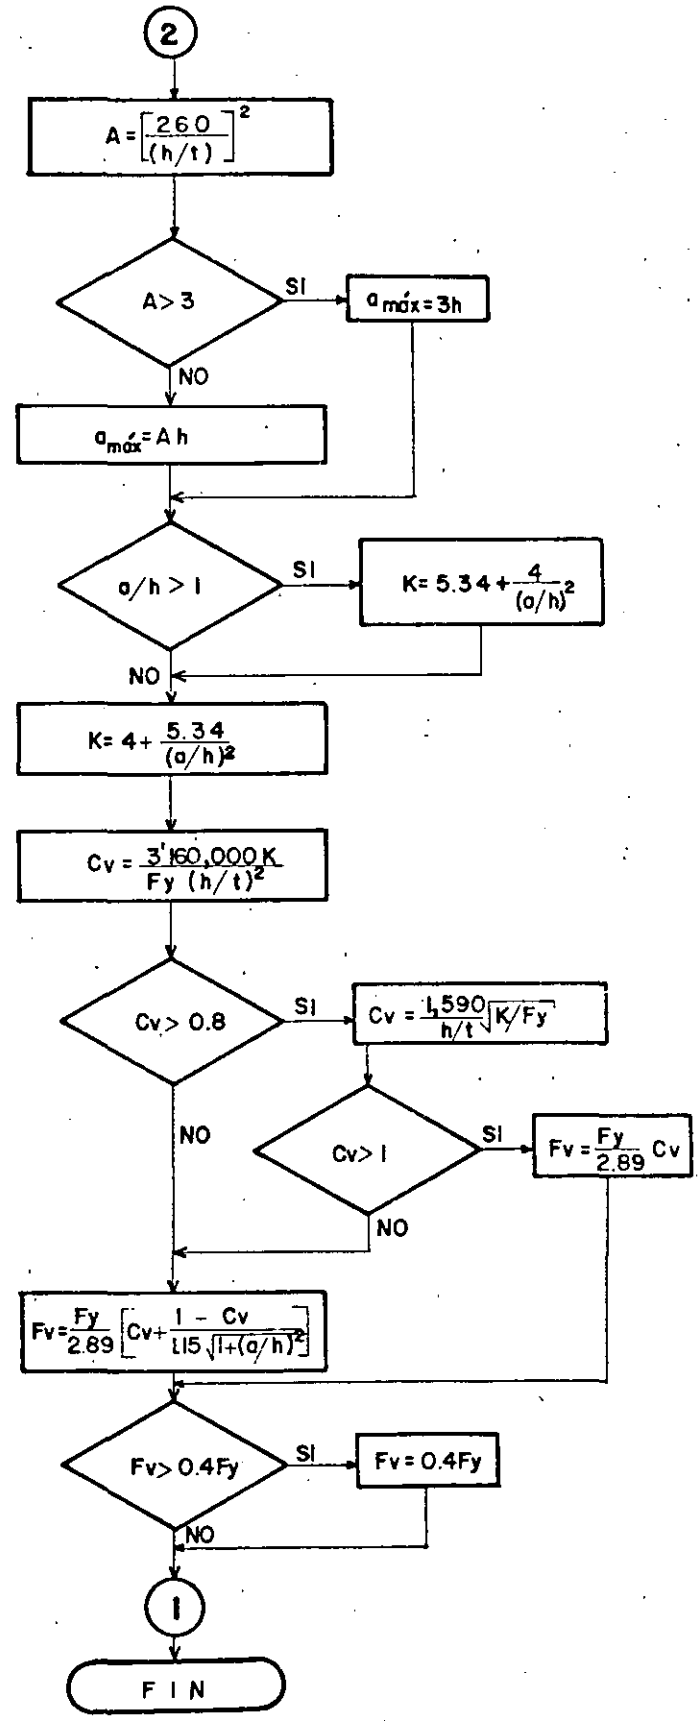 2
A = [260/(h/t)]²
A > 3
SI
a máx = 3h
NO
a máx = A h
a/h > 1
SI
K = 5.34 + 4/(a/h)²
NO
K = 4 + 5.34/(a/h)²
Cv = 3'160,000 K / Fy (h/t)²
Cv > 0.8
SI
Cv = 1,590/h/t √K/Fy
NO
Cv > 1
SI
Fv = Fy/2.89 Cv
NO
Fv = Fy/2.89 [Cv + 1 - Cv / 1.15 √1+(a/h)²]
Fv > 0.4Fy
SI
Fv = 0.4Fy
NO
1
FIN